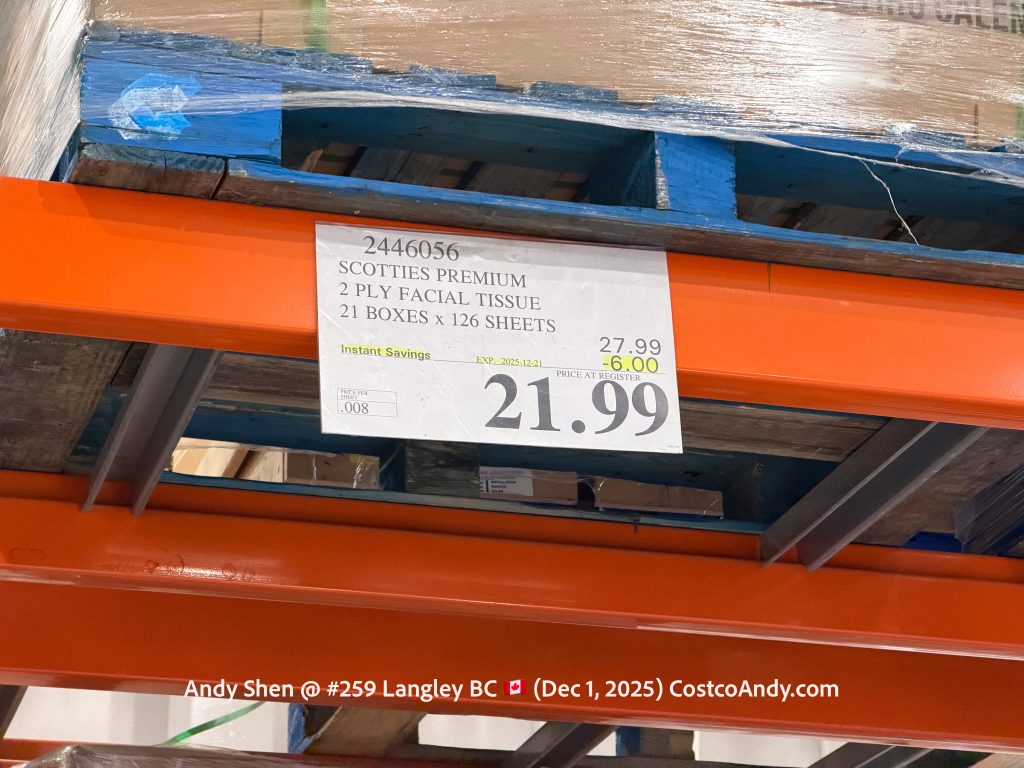 2446056
SCOTTIES PREMIUM
2 PLY FACIAL TISSUE
21 BOXES x 126 SHEETS
27.99
Instant Savings EXP. 2025-12-21 -6.00
PRICE AT REGISTER
21.99
PRICE PER
SHEET
.008
Andy Shen @ #259 Langley BC 🇨🇦 (Dec 1, 2025) CostcoAndy.com